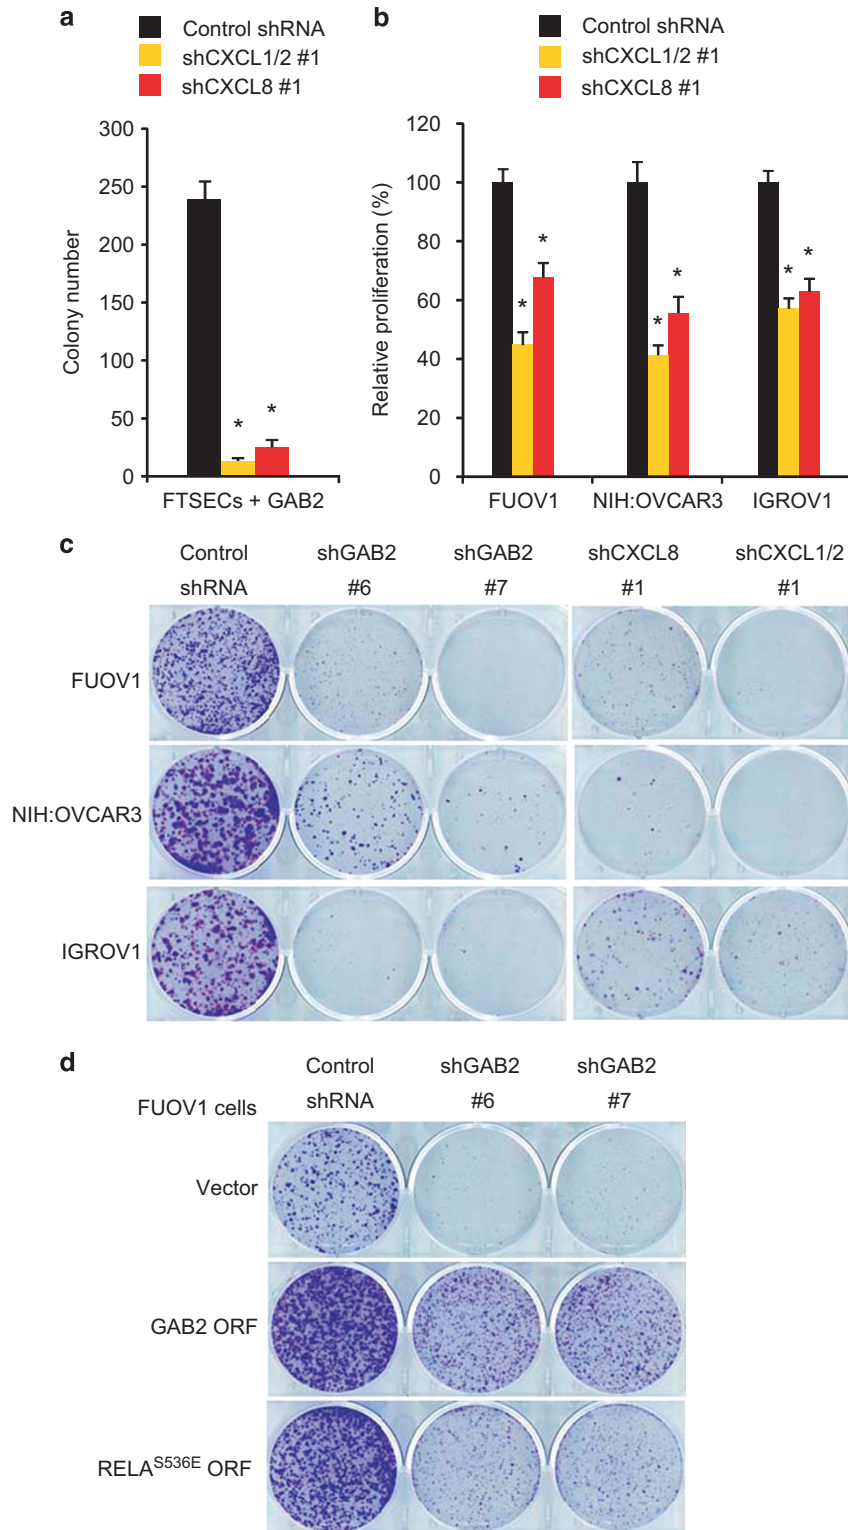 a
Control shRNA
shCXCL1/2 #1
shCXCL8 #1
300
250
200
150
100
50
0
Colony number
*
*
FTSECs + GAB2
b
Control shRNA
shCXCL1/2 #1
shCXCL8 #1
120
100
80
60
40
20
0
Relative proliferation (%)
*
*
*
*
*
*
FUOV1
NIH:OVCAR3
IGROV1
c
Control shRNA
shGAB2 #6
shGAB2 #7
shCXCL8 #1
shCXCL1/2 #1
FUOV1
NIH:OVCAR3
IGROV1
d
FUOV1 cells
Control shRNA
shGAB2 #6
shGAB2 #7
Vector
GAB2 ORF
RELA^S536E ORF